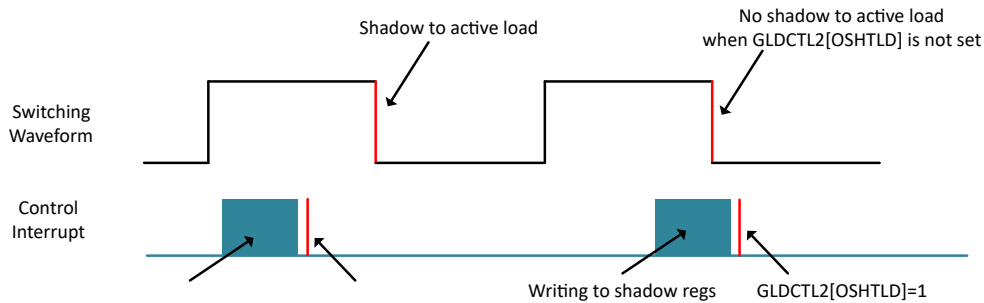 Shadow to active load
No shadow to active load
when GLDCTL2[OSHTLD] is not set
Switching
Waveform
Control
Interrupt
Writing to shadow regs
GLDCTL2[OSHTLD]=1